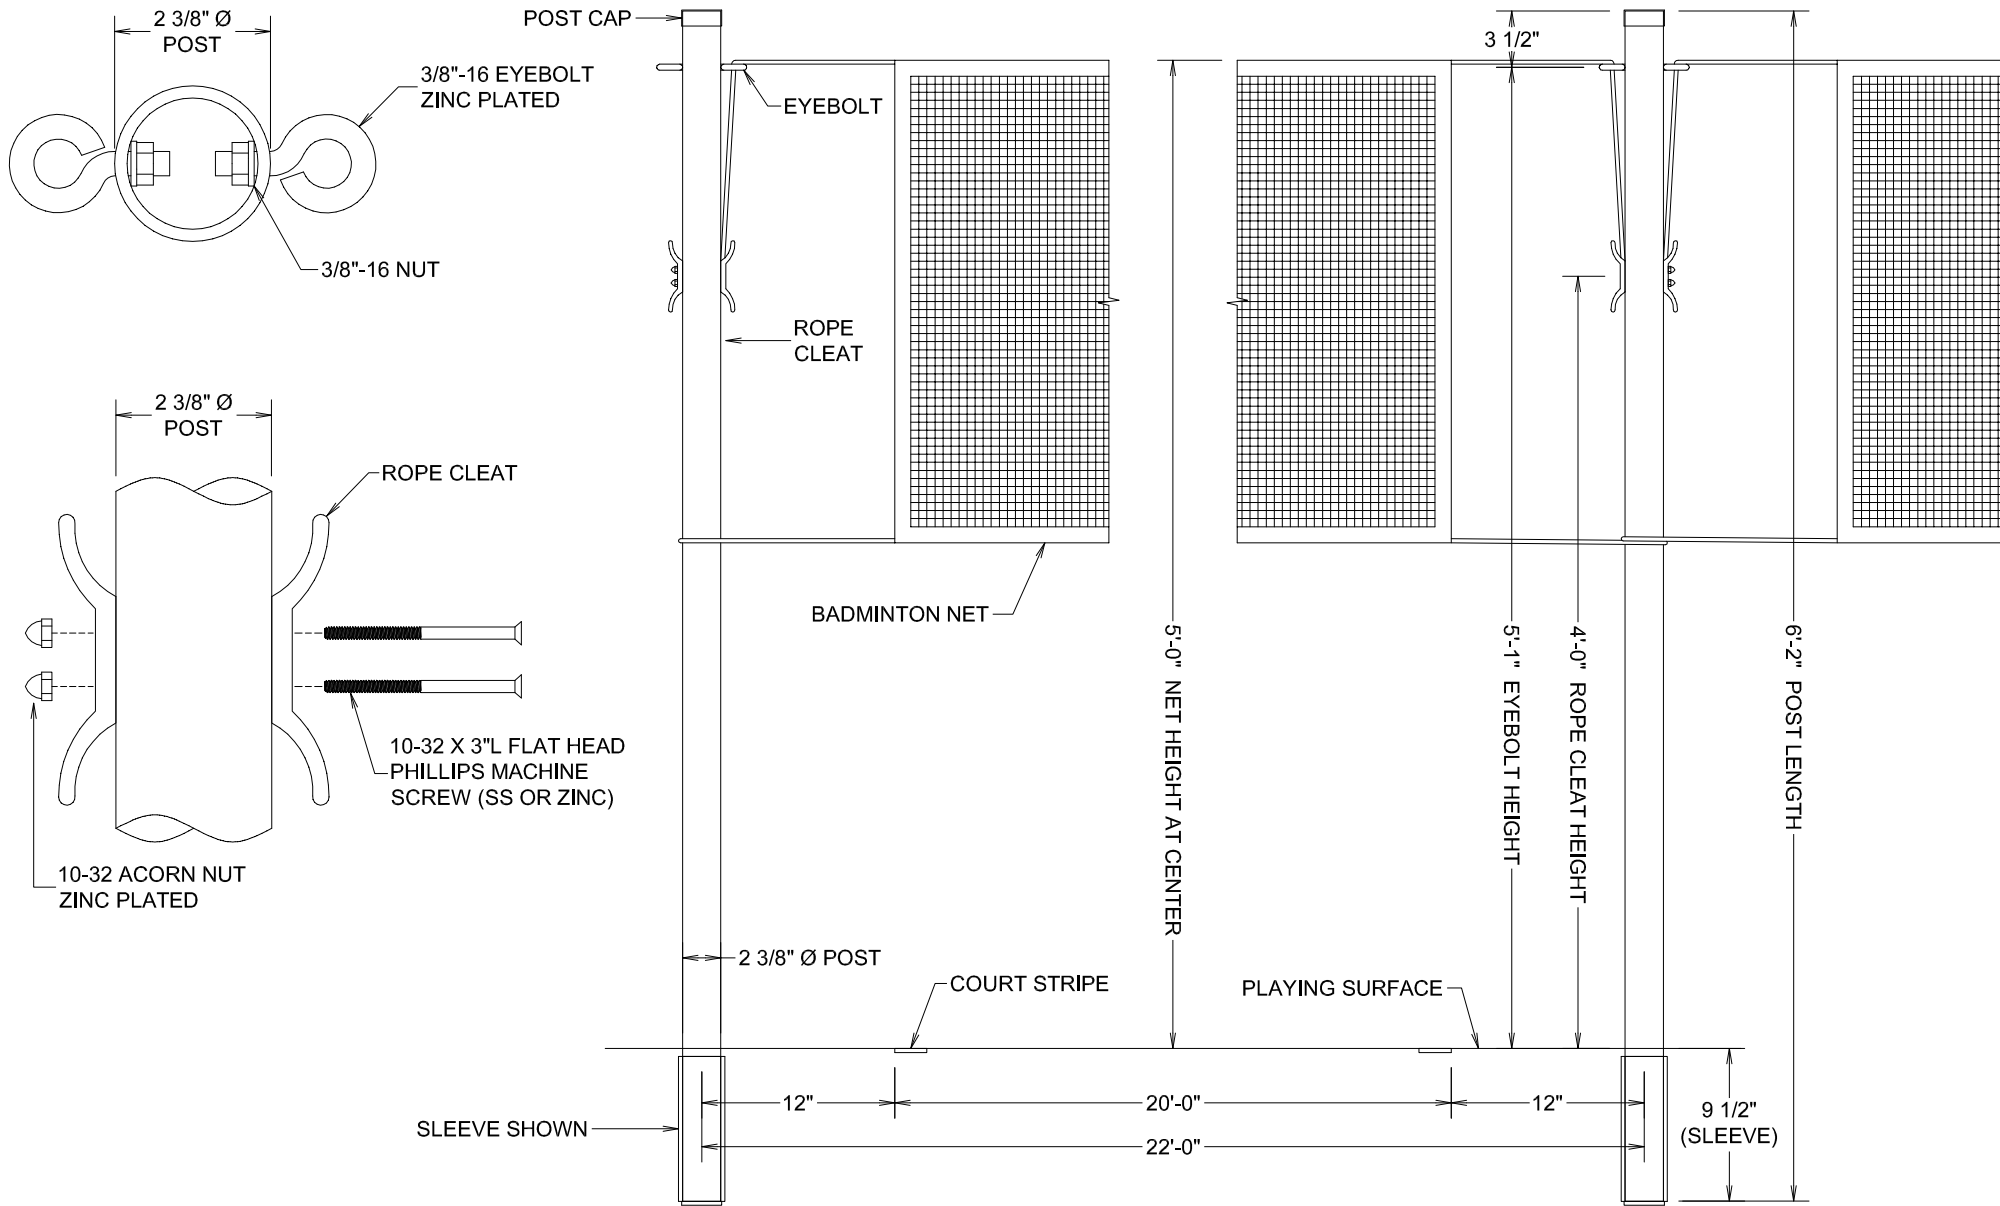 2 3/8" Ø
POST
3/8"-16 EYEBOLT
ZINC PLATED
3/8"-16 NUT
2 3/8" Ø
POST
ROPE CLEAT
10-32 X 3"L FLAT HEAD
PHILLIPS MACHINE
SCREW (SS OR ZINC)
10-32 ACORN NUT
ZINC PLATED
POST CAP
EYEBOLT
ROPE
CLEAT
BADMINTON NET
3 1/2"
5'-0" NET HEIGHT AT CENTER
5'-1" EYEBOLT HEIGHT
4'-0" ROPE CLEAT HEIGHT
6'-2" POST LENGTH
2 3/8" Ø POST
COURT STRIPE
PLAYING SURFACE
12"
20'-0"
12"
22'-0"
SLEEVE SHOWN
9 1/2"
(SLEEVE)